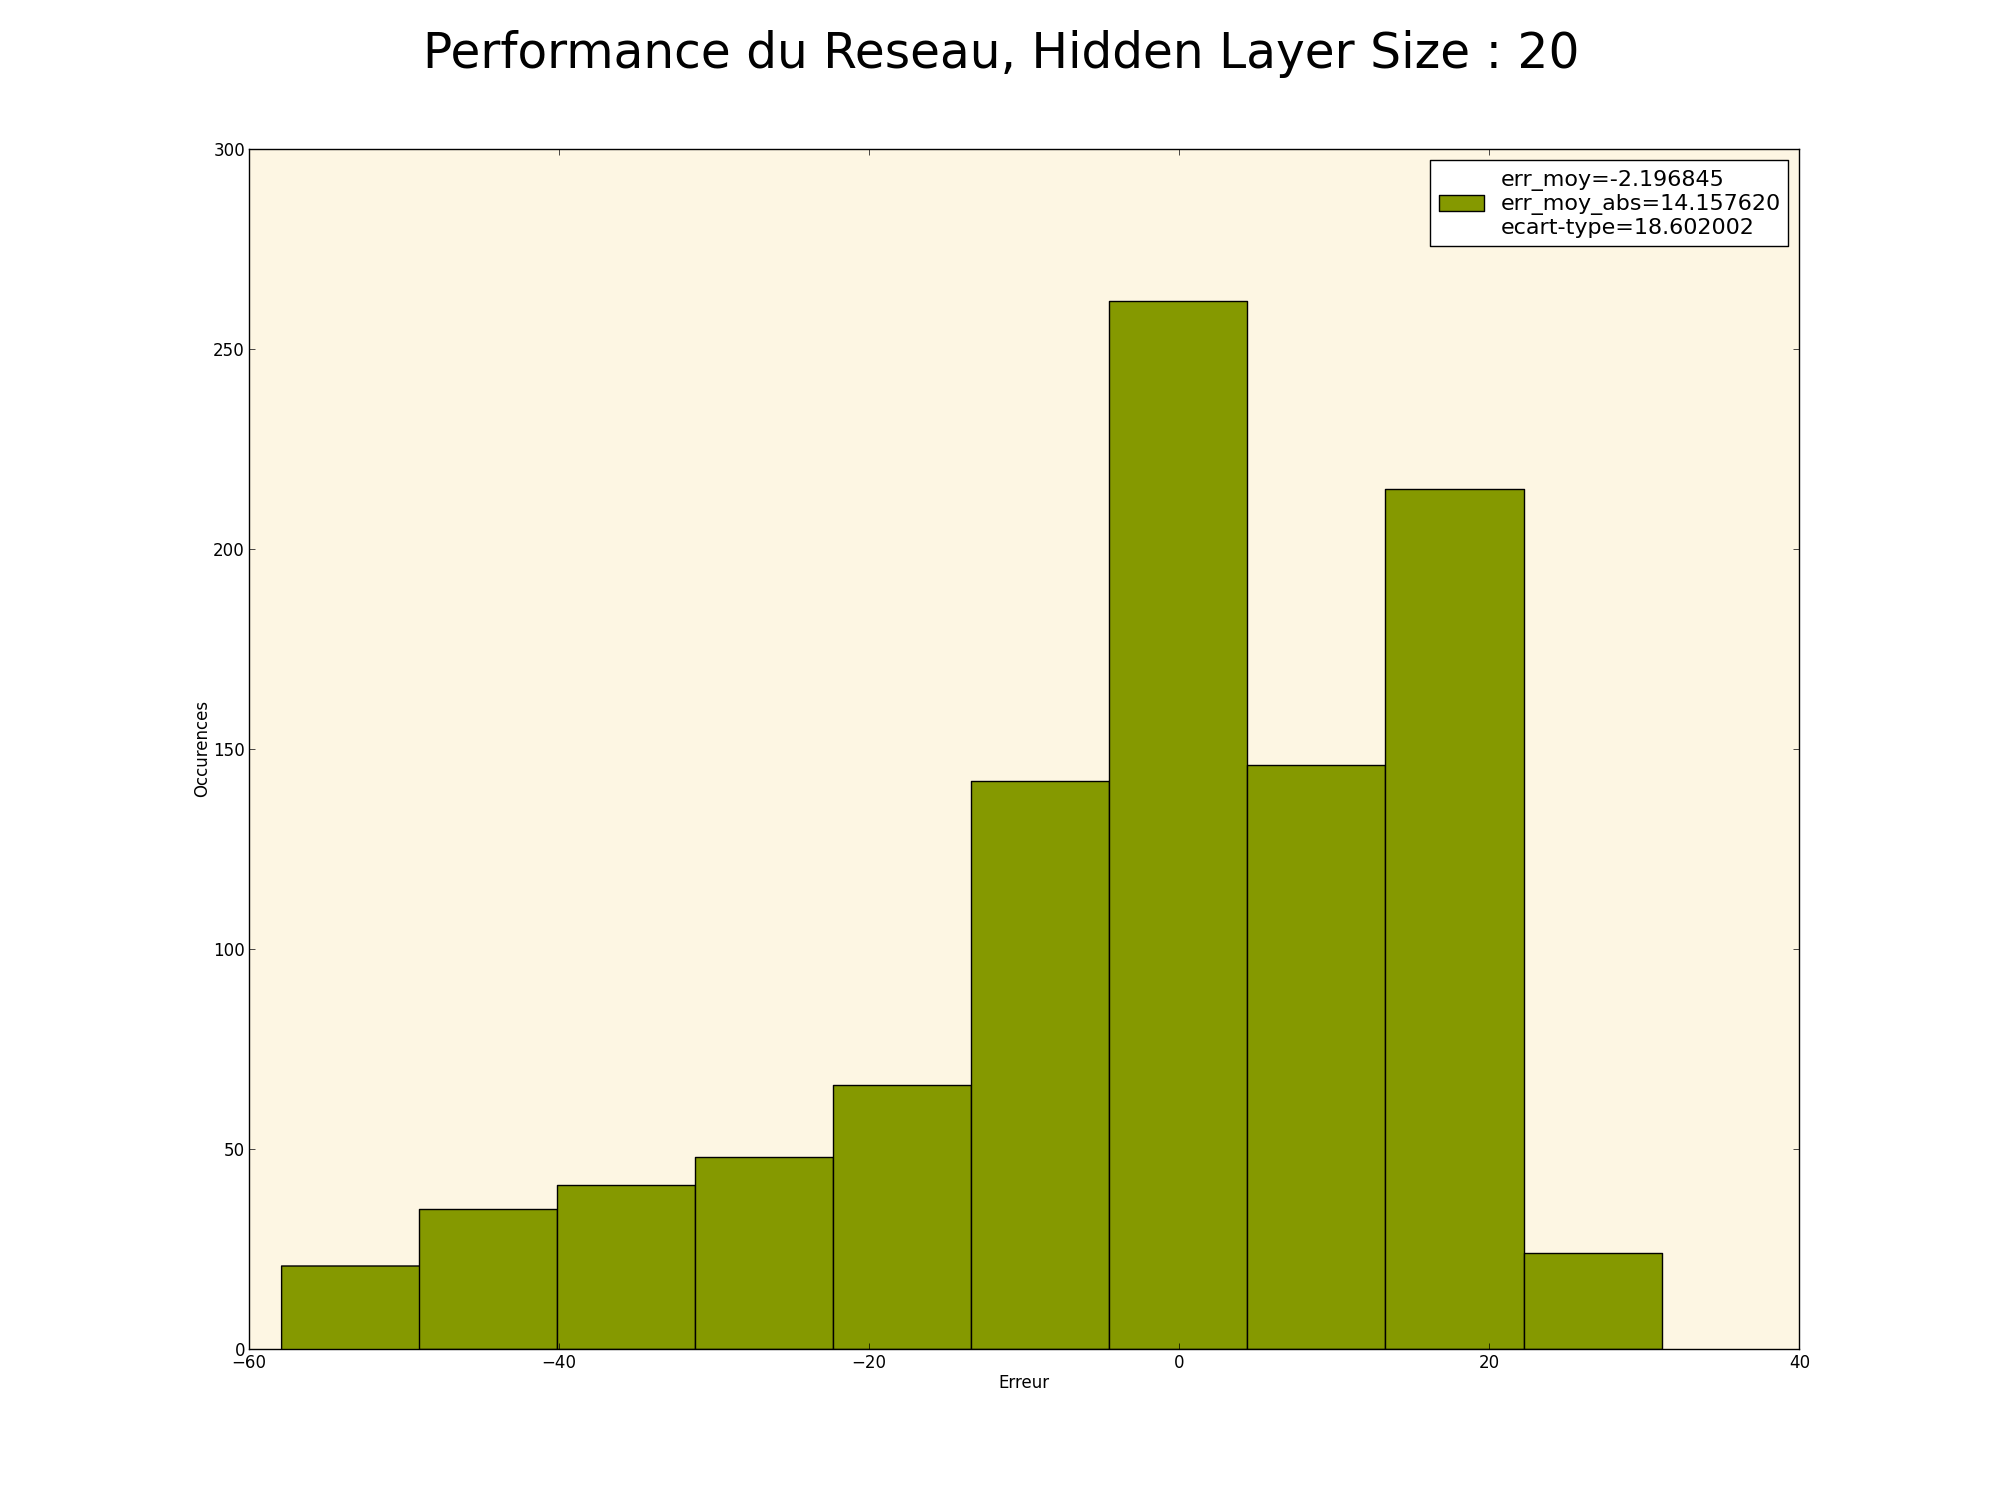 Performance du Reseau, Hidden Layer Size : 20
300
err_moy=-2.196845
err_moy_abs=14.157620
ecart-type=18.602002
250
200
150
Occurences
100
50
0
−60 −40 −20 0 20 40
Erreur